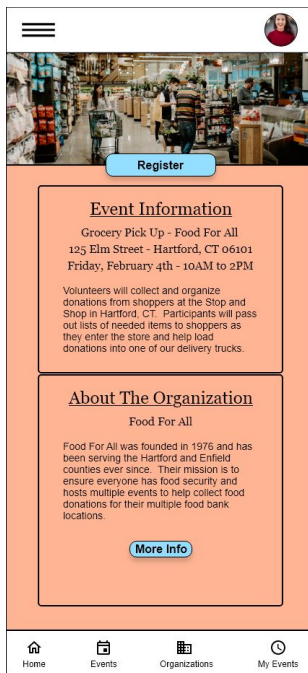 Register
Event Information
Grocery Pick Up - Food For All
125 Elm Street - Hartford, CT 06101
Friday, February 4th - 10AM to 2PM
Volunteers will collect and organize
donations from shoppers at the Stop and
Shop in Hartford, CT. Participants will pass
out lists of needed items to shoppers as
they enter the store and help load
donations into one of our delivery trucks.
About The Organization
Food For All
Food For All was founded in 1976 and has
been serving the Hartford and Enfield
counties ever since. Their mission is to
ensure everyone has food security and
hosts multiple events to help collect food
donations for their multiple food bank
locations.
More Info
Home Events Organizations My Events